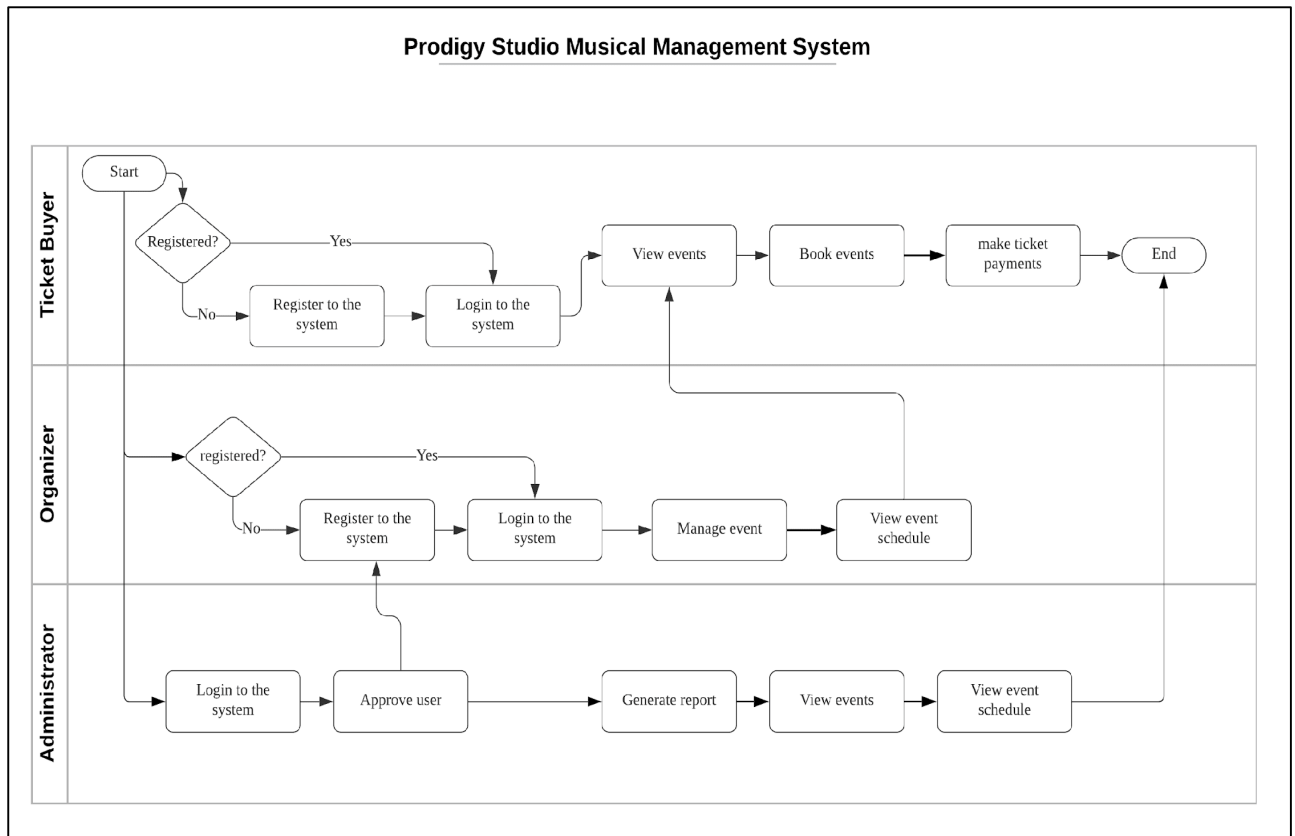 Prodigy Studio Musical Management System
Ticket Buyer
Start
Registered?
Yes
No
Register to the
system
Login to the
system
View events
Book events
make ticket
payments
End
Organizer
registered?
Yes
No
Register to the
system
Login to the
system
Manage event
View event
schedule
Administrator
Login to the
system
Approve user
Generate report
View events
View event
schedule